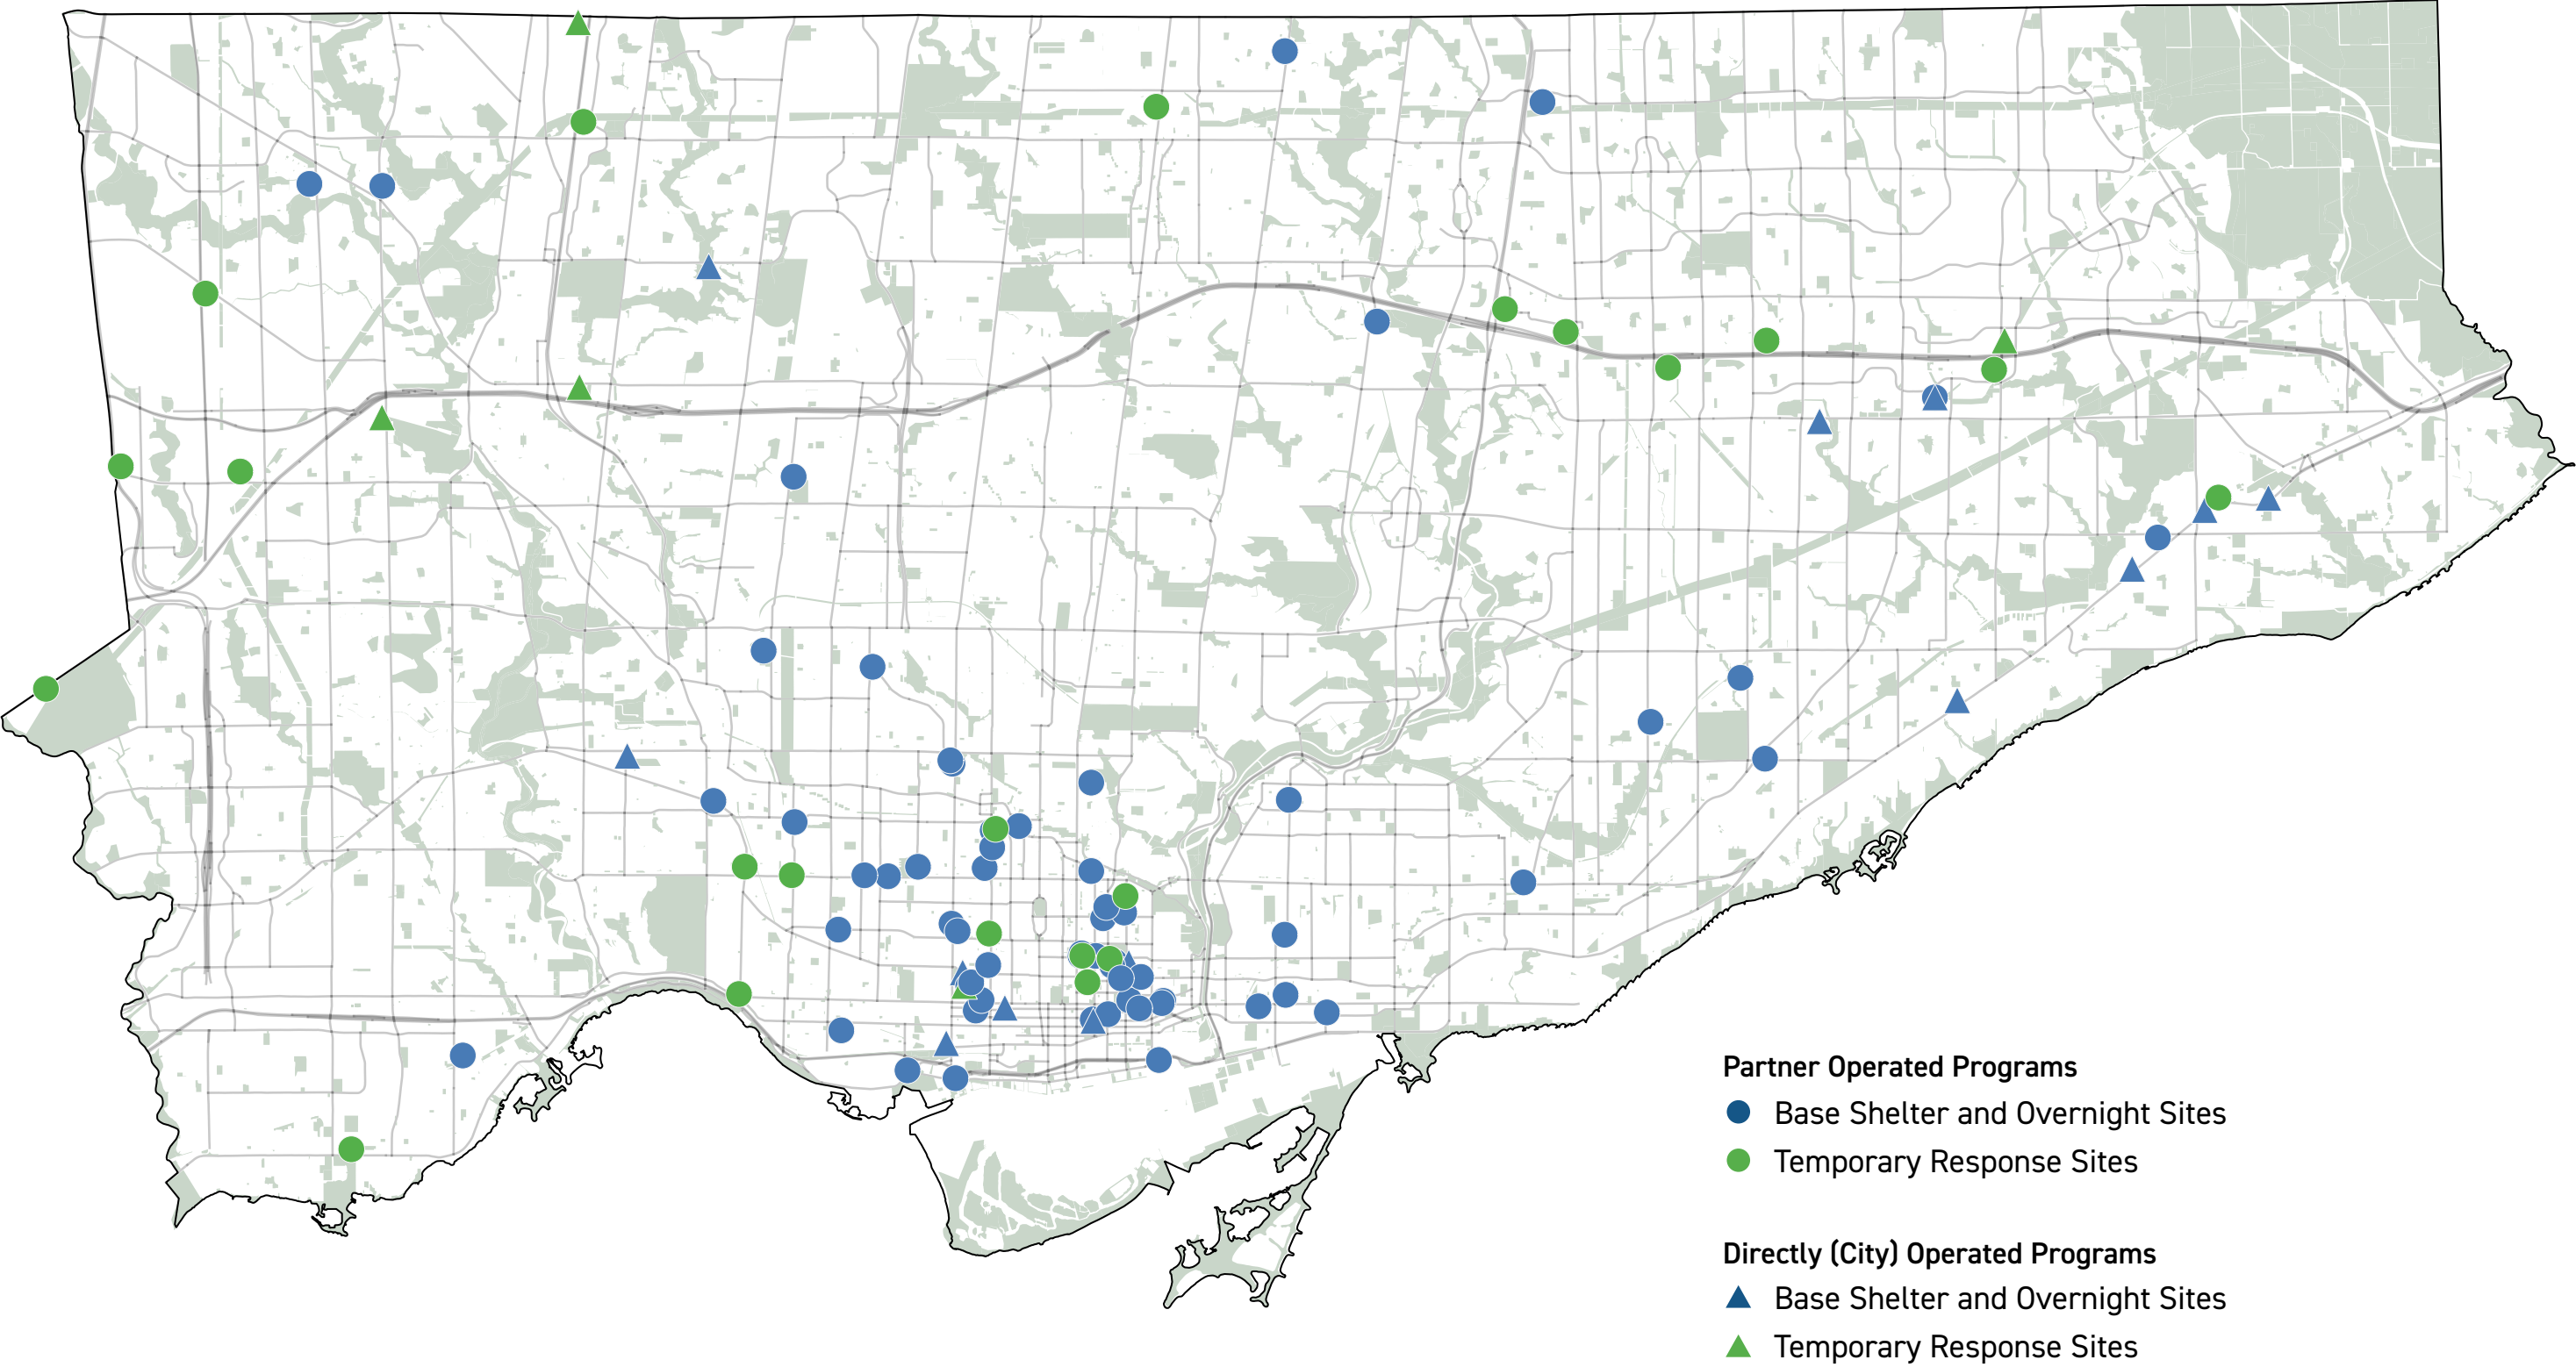 Partner Operated Programs
Base Shelter and Overnight Sites
Temporary Response Sites
Directly (City) Operated Programs
Base Shelter and Overnight Sites
Temporary Response Sites